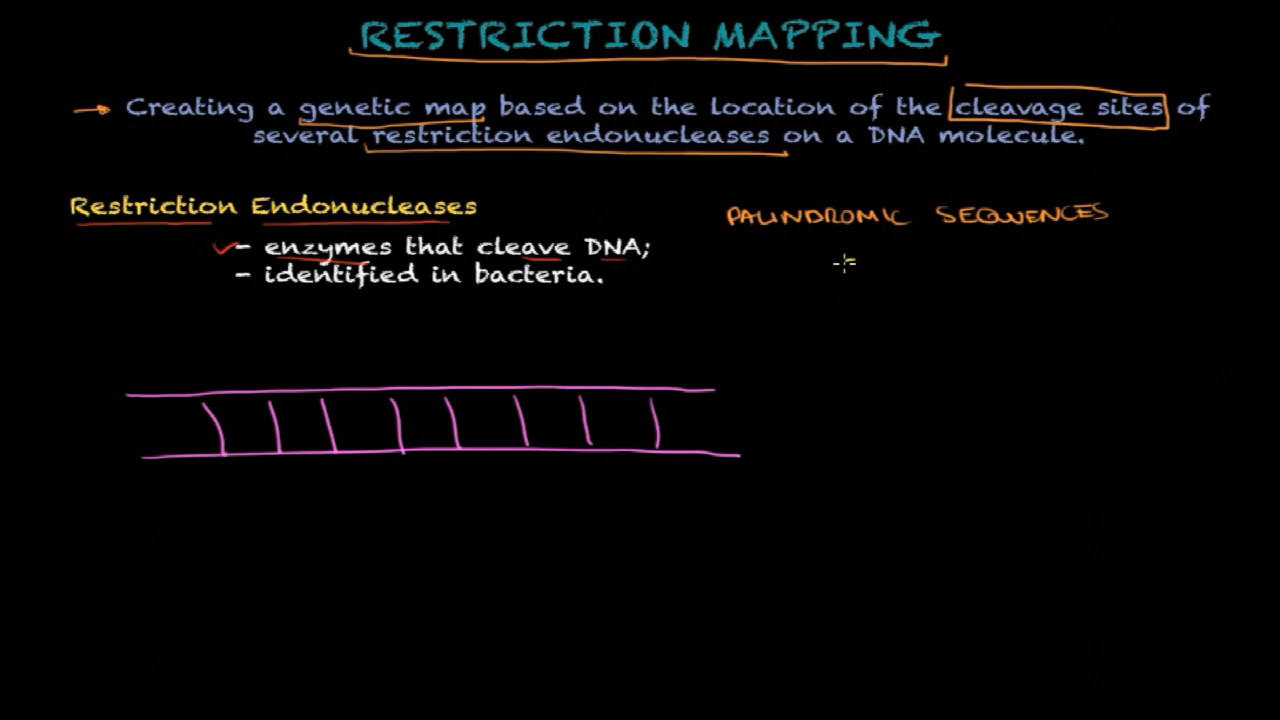 RESTRICTION MAPPING
Creating a genetic map based on the location of the cleavage sites of
several restriction endonucleases on a DNA molecule.
Restriction Endonucleases
- enzymes that cleave DNA;
- identified in bacteria.
PALINDROMIC SEQUENCES